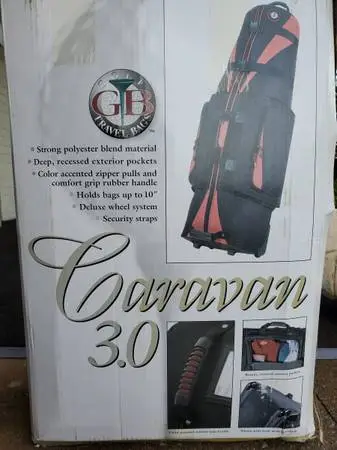 GOLF
GB
TRAVEL BAGS
Strong polyester blend material
Deep, recessed exterior pockets
Color accented zipper pulls and
comfort grip rubber handle
Holds bags up to 10"
Deluxe wheel system
Security straps
Caravan
3.0